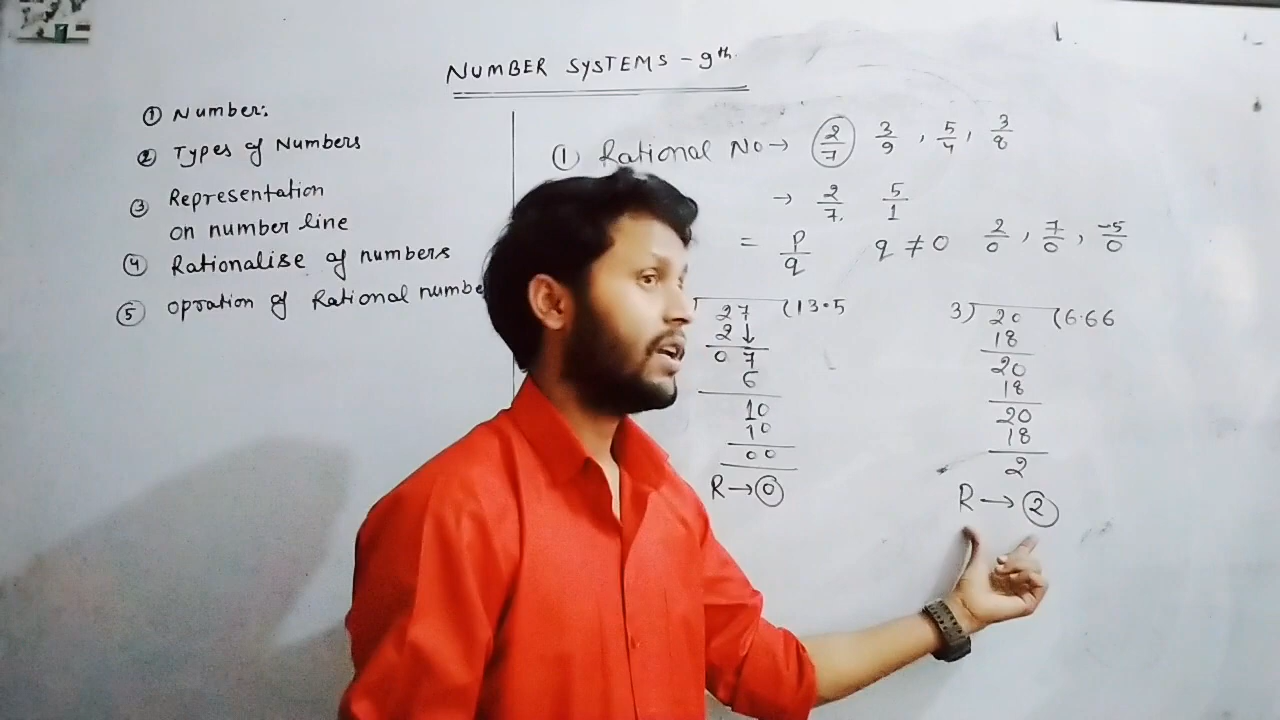 NUMBER SYSTEMS - 9th.
① Number:
② Types of Numbers
③ Representation
on number line
④ Rationalise of numbers
⑤ opration of Rational numbe
① Rational No → 2/7 3/9 , 5/4 , 3/8
→ 2/7. 5/1
= p/q q ≠ 0 2/0 , 7/0 , -5/0
) 27 (13.5
2↓
0 7
6
10
10
00
R → 0
3) 20 (6.66
18
20
18
20
18
2
R → 2